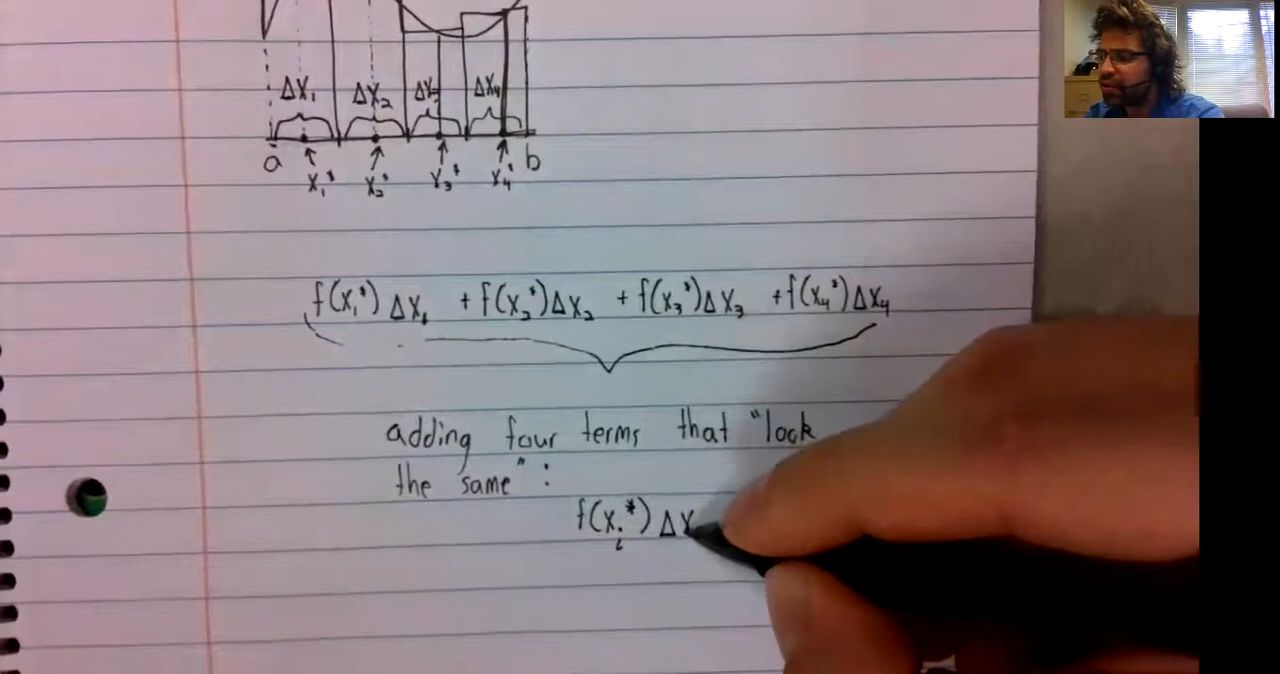 ΔX₁ ΔX₂ ΔX₃ ΔX₄
a b
X₁* X₂* X₃* X₄*
f(X₁*) ΔX₁ + f(X₂*) ΔX₂ + f(X₃*) ΔX₃ + f(X₄*) ΔX₄
adding four terms that "look
the same" :
f(Xᵢ*) ΔX